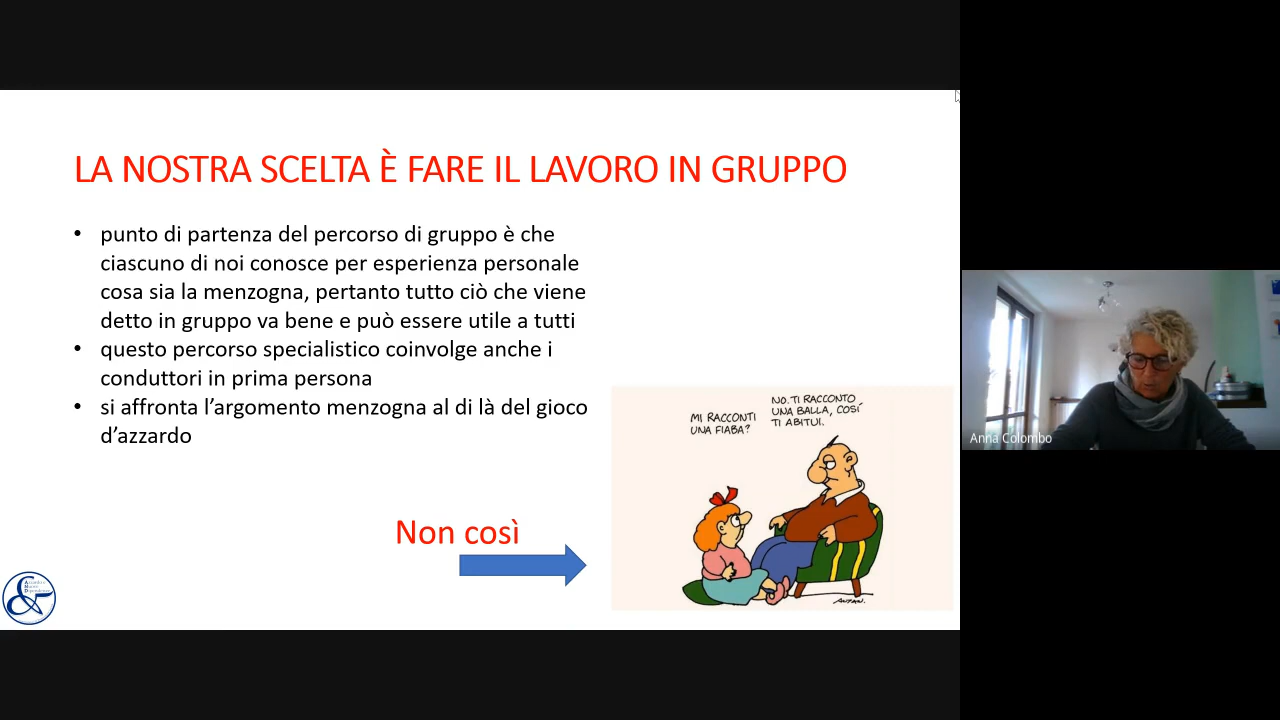 LA NOSTRA SCELTA È FARE IL LAVORO IN GRUPPO
• punto di partenza del percorso di gruppo è che
ciascuno di noi conosce per esperienza personale
cosa sia la menzogna, pertanto tutto ciò che viene
detto in gruppo va bene e può essere utile a tutti
• questo percorso specialistico coinvolge anche i
conduttori in prima persona
• si affronta l’argomento menzogna al di là del gioco
d’azzardo
MI RACCONTI
UNA FIABA?
NO. TI RACCONTO
UNA BALLA, COSÍ
TI ABITUI.
Non così
ALTAN.
Anna Colombo